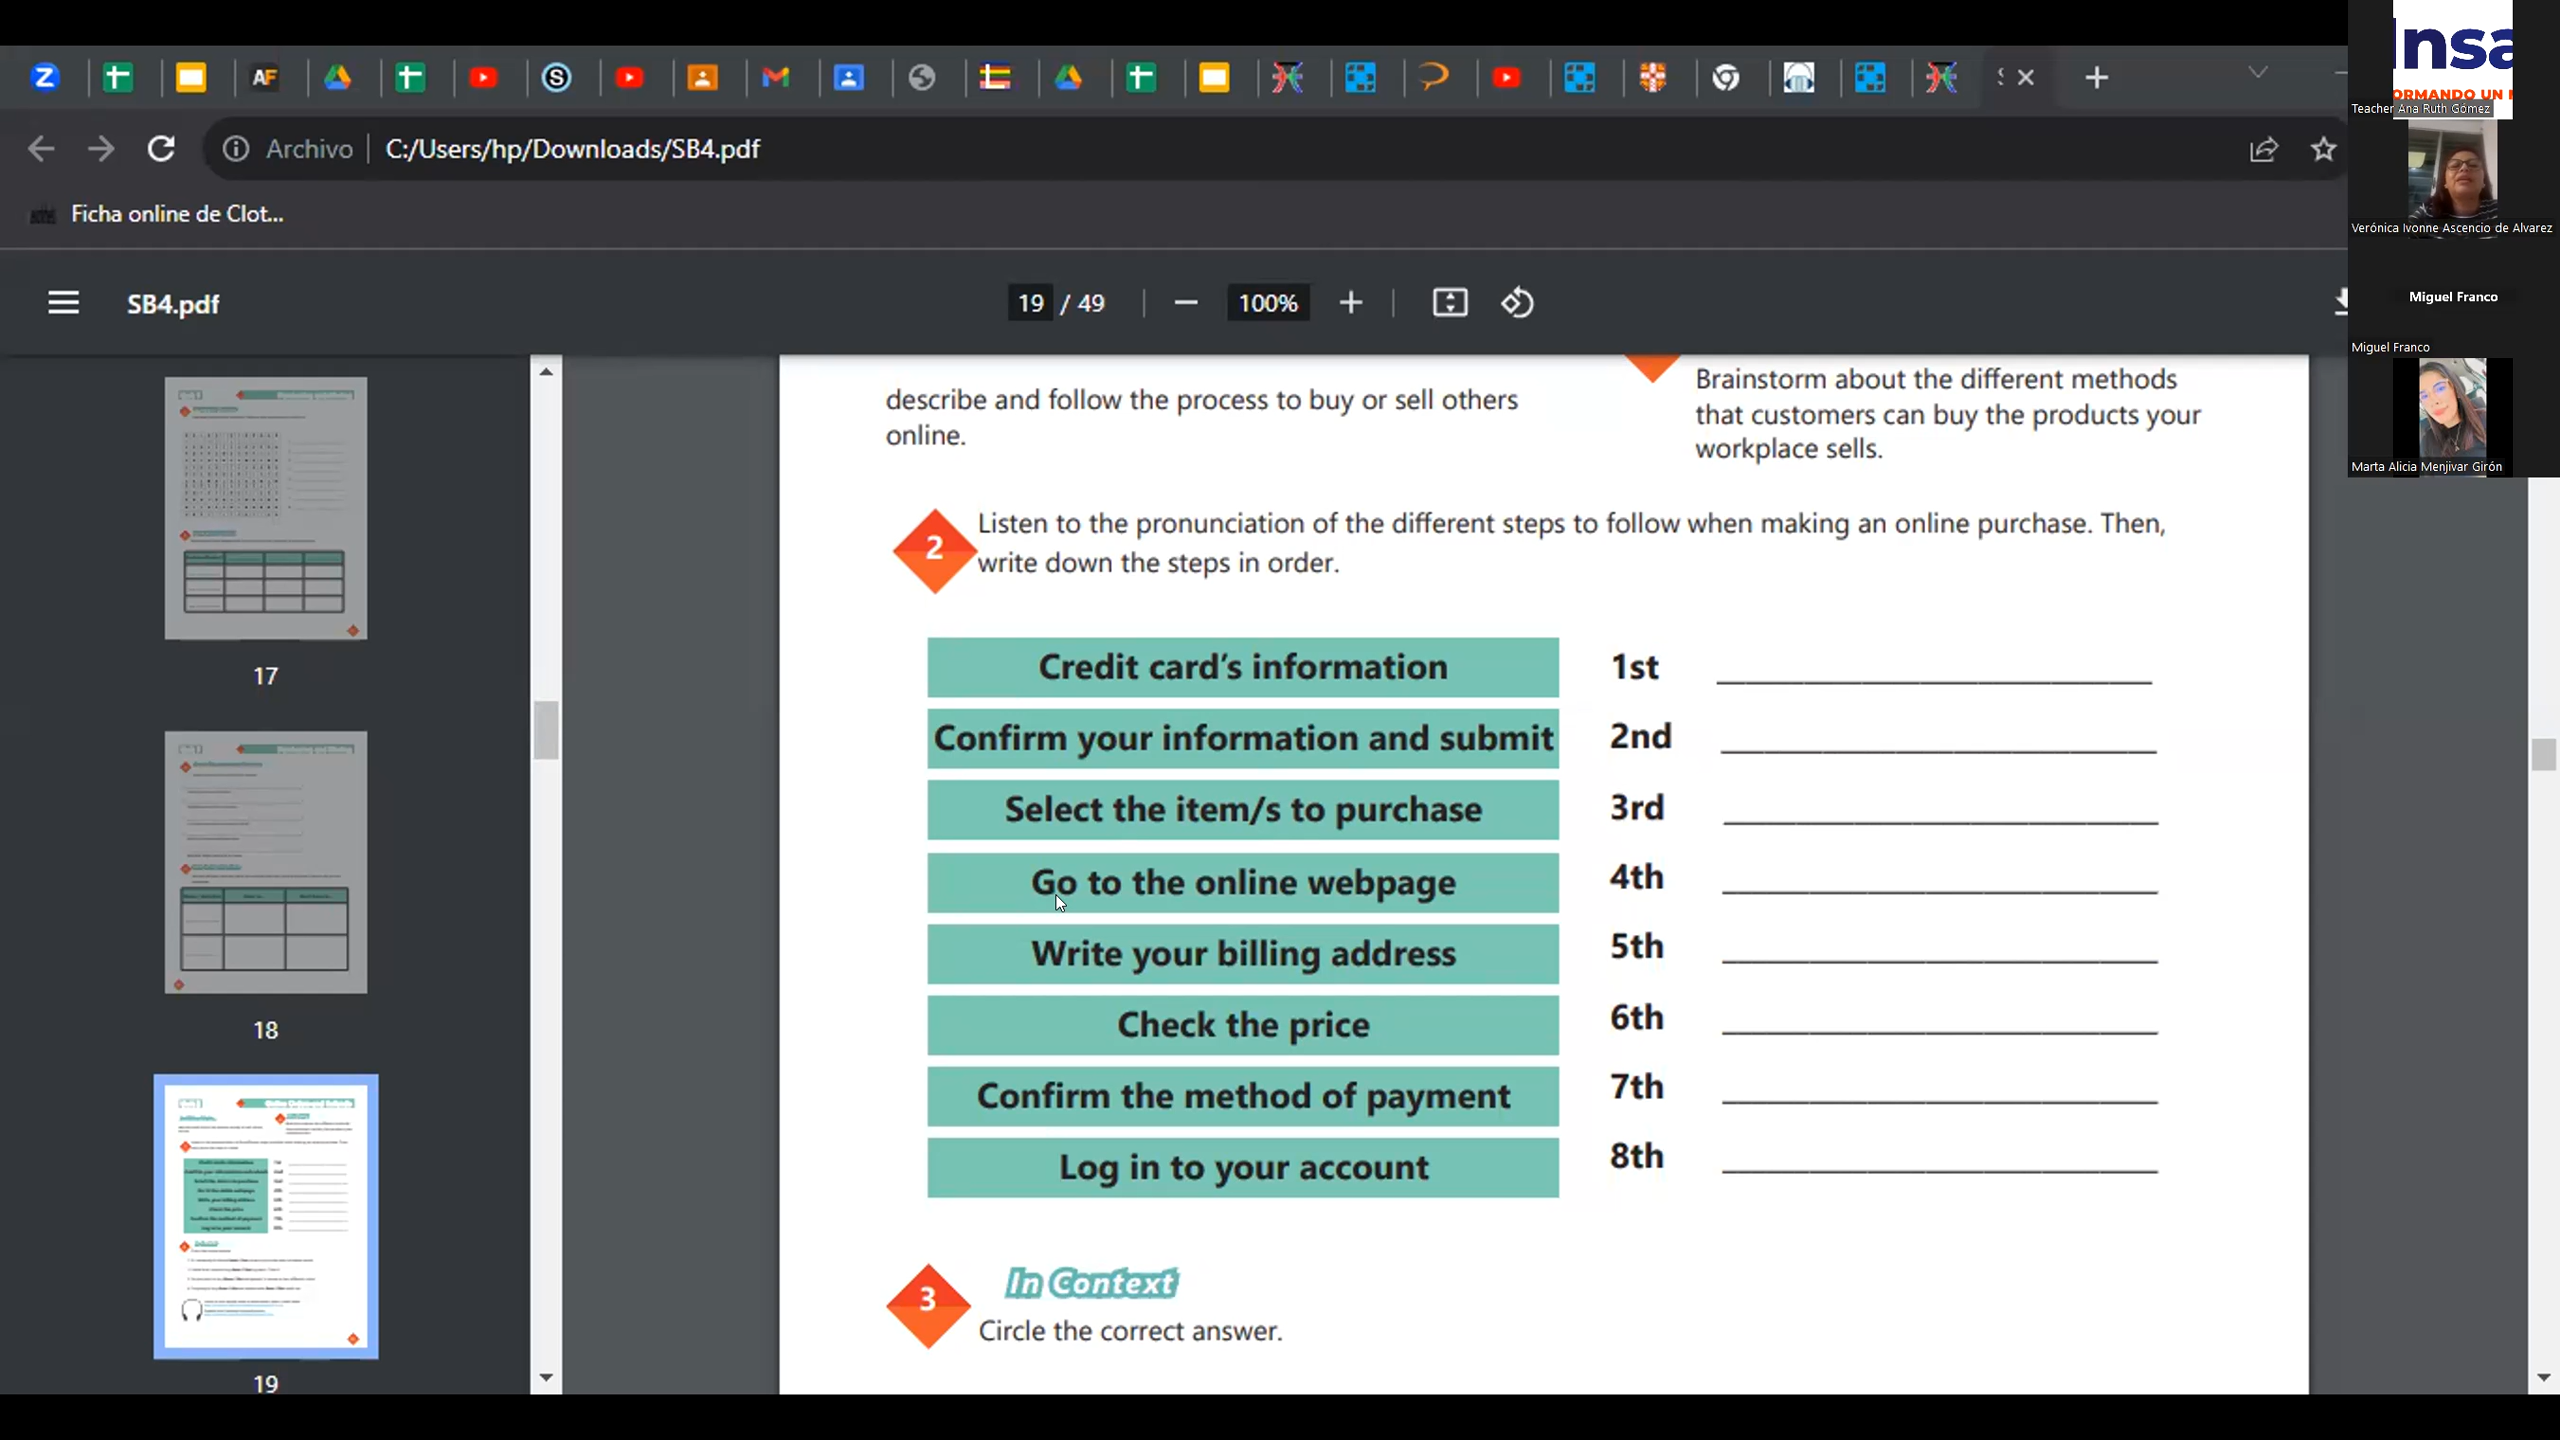 Archivo
C:/Users/hp/Downloads/SB4.pdf
Ficha online de Clot...
SB4.pdf
19 / 49
100%
17
18
19
describe and follow the process to buy or sell others
online.
Brainstorm about the different methods
that customers can buy the products your
workplace sells.
2
Listen to the pronunciation of the different steps to follow when making an online purchase. Then,
write down the steps in order.
Credit card's information
1st
Confirm your information and submit
2nd
Select the item/s to purchase
3rd
Go to the online webpage
4th
Write your billing address
5th
Check the price
6th
Confirm the method of payment
7th
Log in to your account
8th
3
In Context
Circle the correct answer.
Insa
ORMANDO UN
Teacher Ana Ruth Gómez
Verónica Ivonne Ascencio de Alvarez
Miguel Franco
Miguel Franco
Marta Alicia Menjivar Girón